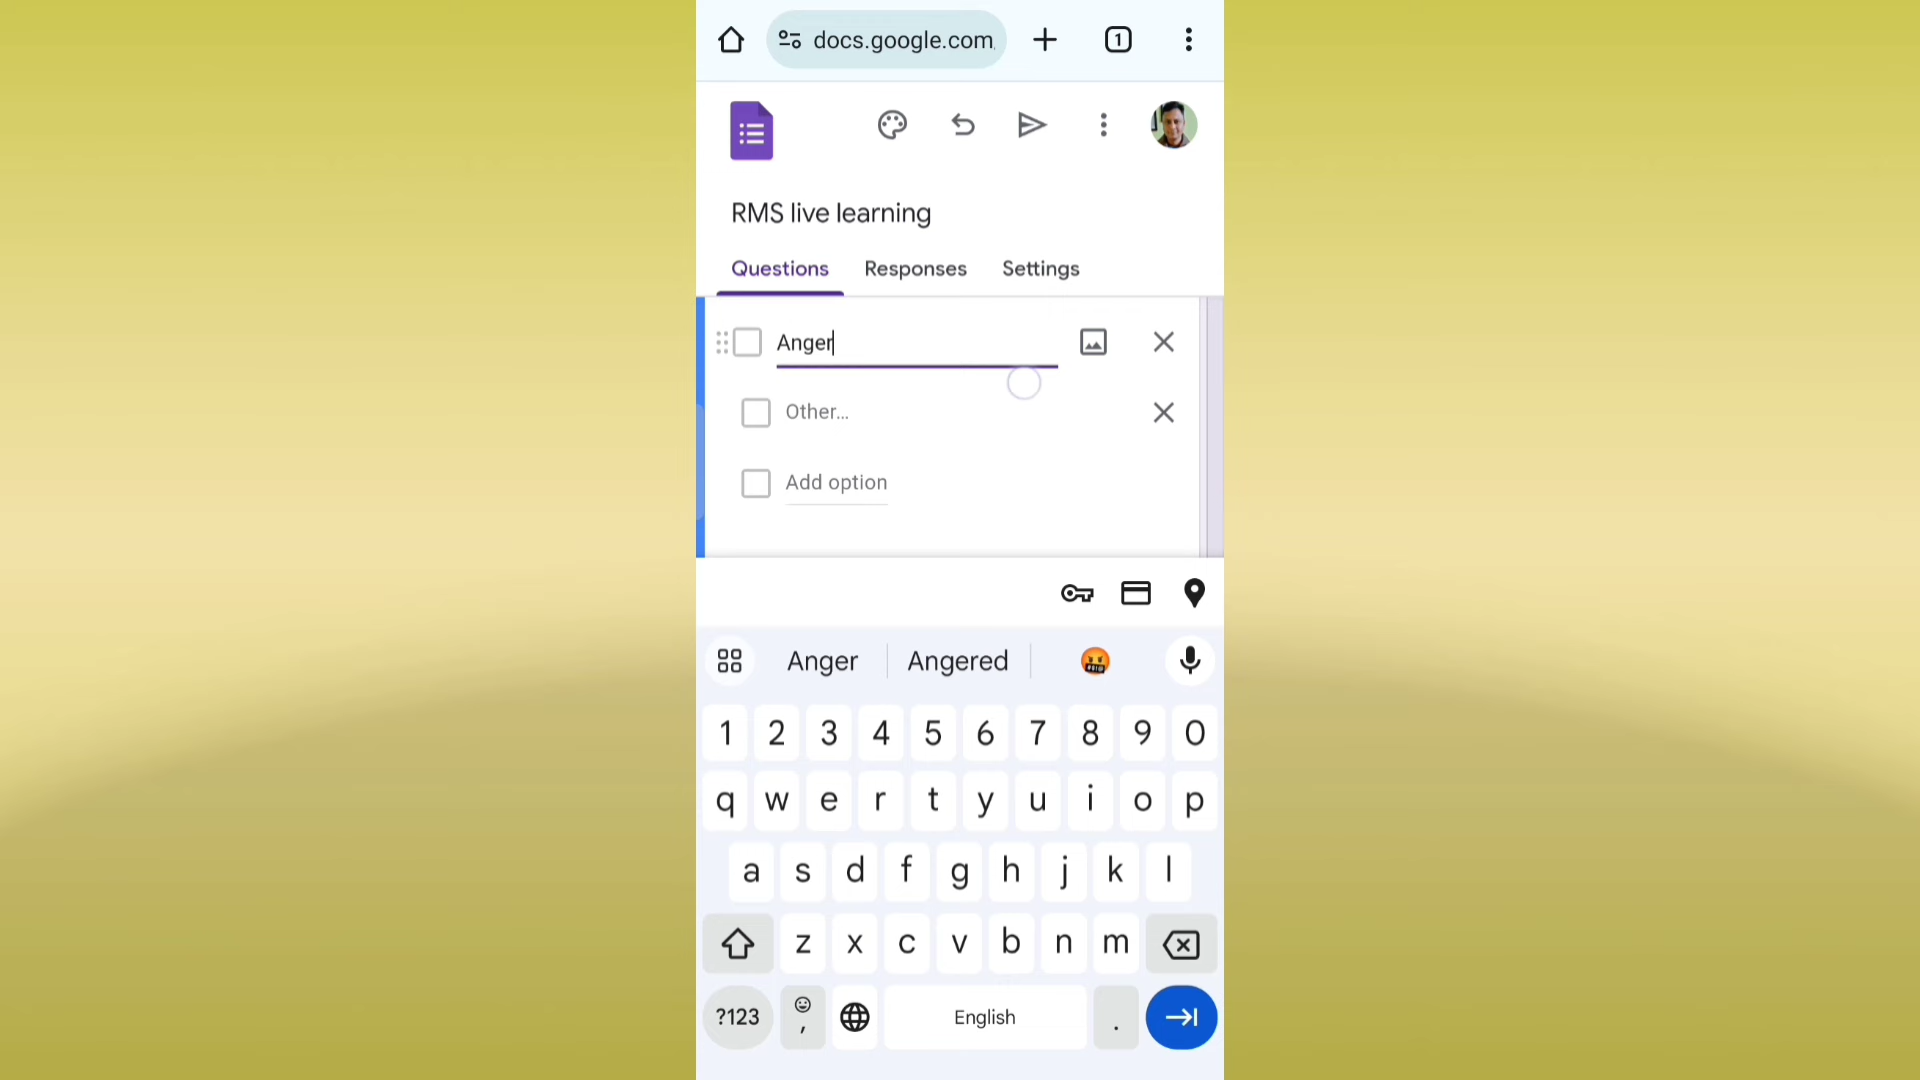 docs.google.com
1
RMS live learning
Questions Responses Settings
Anger
Other...
Add option
Anger Angered
1 2 3 4 5 6 7 8 9 0
q w e r t y u i o p
a s d f g h j k l
z x c v b n m
?123 , English .